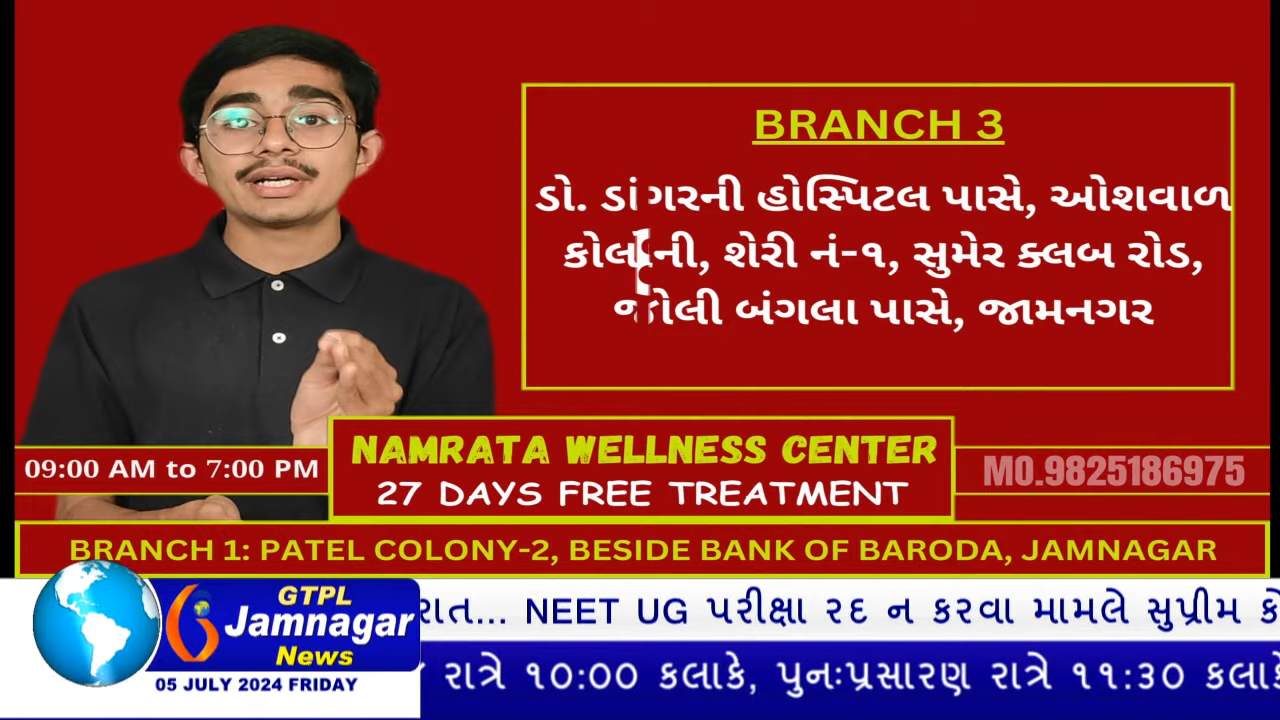 BRANCH 3
ડો. ડાંગરની હોસ્પિટલ પાસે, ઓશવાળ
કોલોની, શેરી નં-૧, સુમેર ક્લબ રોડ,
જોલી બંગલા પાસે, જામનગર
NAMRATA WELLNESS CENTER
09:00 AM to 7:00 PM
27 DAYS FREE TREATMENT
MO.9825186975
BRANCH 1: PATEL COLONY-2, BESIDE BANK OF BARODA, JAMNAGAR
GTPL
Jamnagar
News
05 JULY 2024 FRIDAY
NEET UG પરીક્ષા રદ ન કરવા મામલે સુપ્રીમ
રાત્રે ૧૦:00 કલાકે, પુનઃપ્રસારણ રાત્રે ૧૧:૩૦